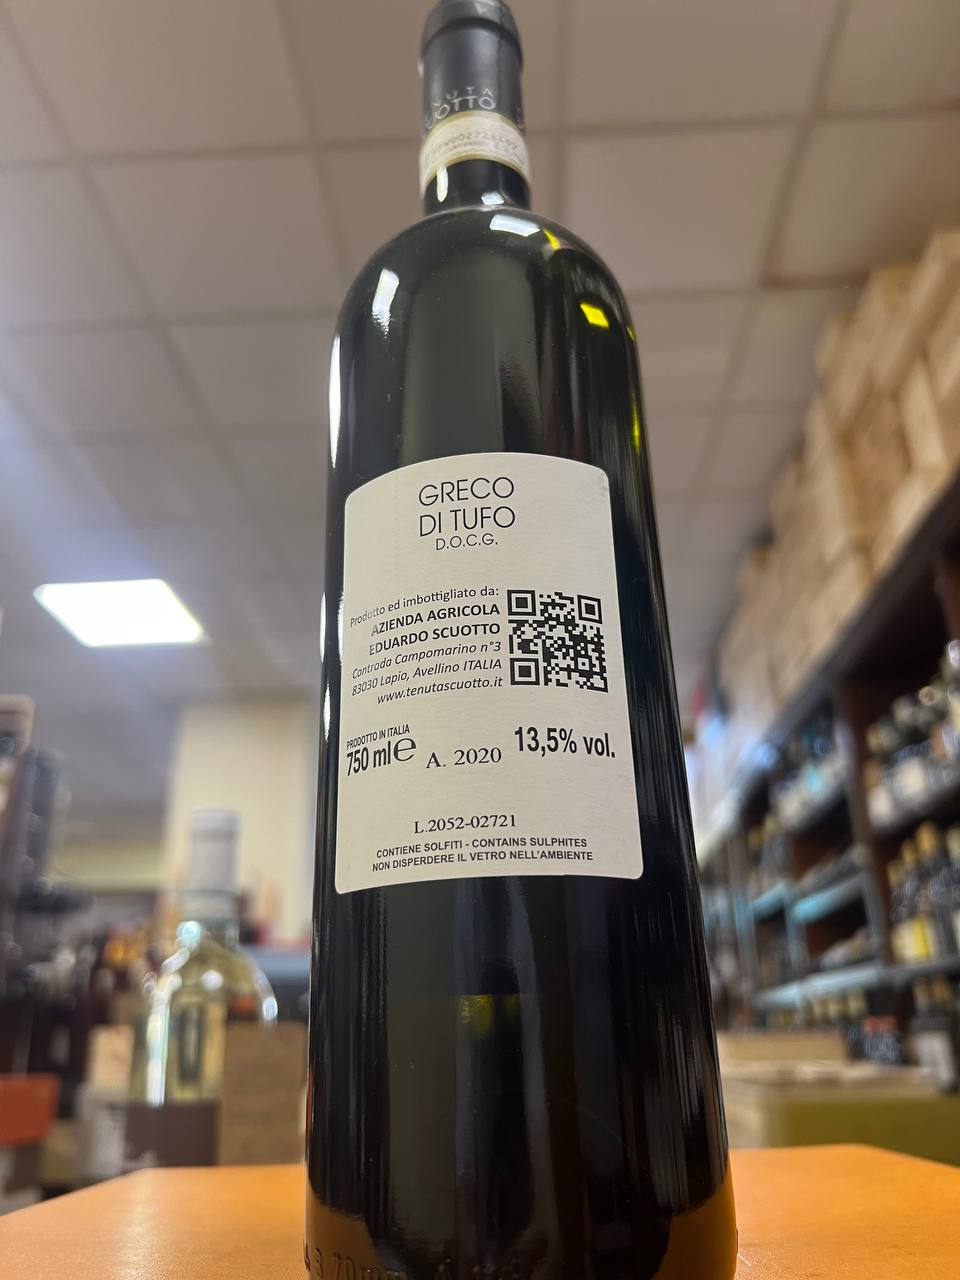 UTA
UOTTO
GRECO
DI TUFO
D.O.C.G.
Prodotto ed imbottigliato da:
AZIENDA AGRICOLA
EDUARDO SCUOTTO
Contrada Campomarino n°3
83030 Lapio, Avellino ITALIA
www.tenutascuotto.it
PRODOTTO IN ITALIA
750 ml e
A. 2020
13,5% vol.
L.2052-02721
CONTIENE SOLFITI - CONTAINS SULPHITES
NON DISPERDERE IL VETRO NELL'AMBIENTE